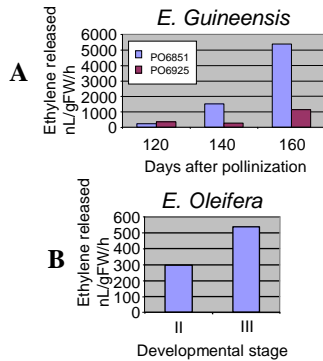 E. Guineensis
A
Ethylene released
nL/gFW/h
6000
5000
4000
3000
2000
1000
0
PO6851
PO6925
120 140 160
Days after pollinization
E. Oleifera
B
Ethylene released
nL/gFW/h
600
500
400
300
200
100
0
II III
Developmental stage